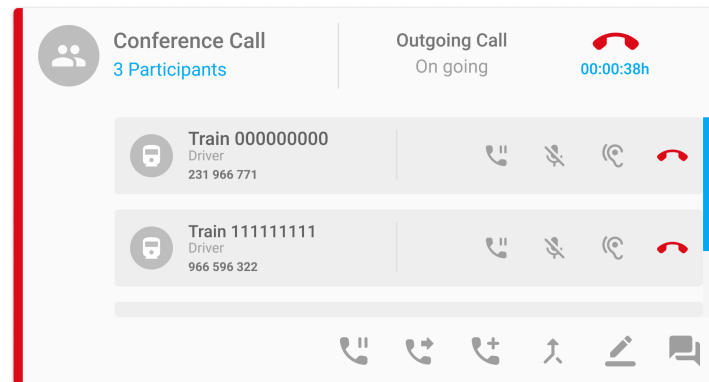 Conference Call
3 Participants
Outgoing Call
On going
00:00:38h
Train 000000000
Driver
231 966 771
Train 111111111
Driver
966 596 322